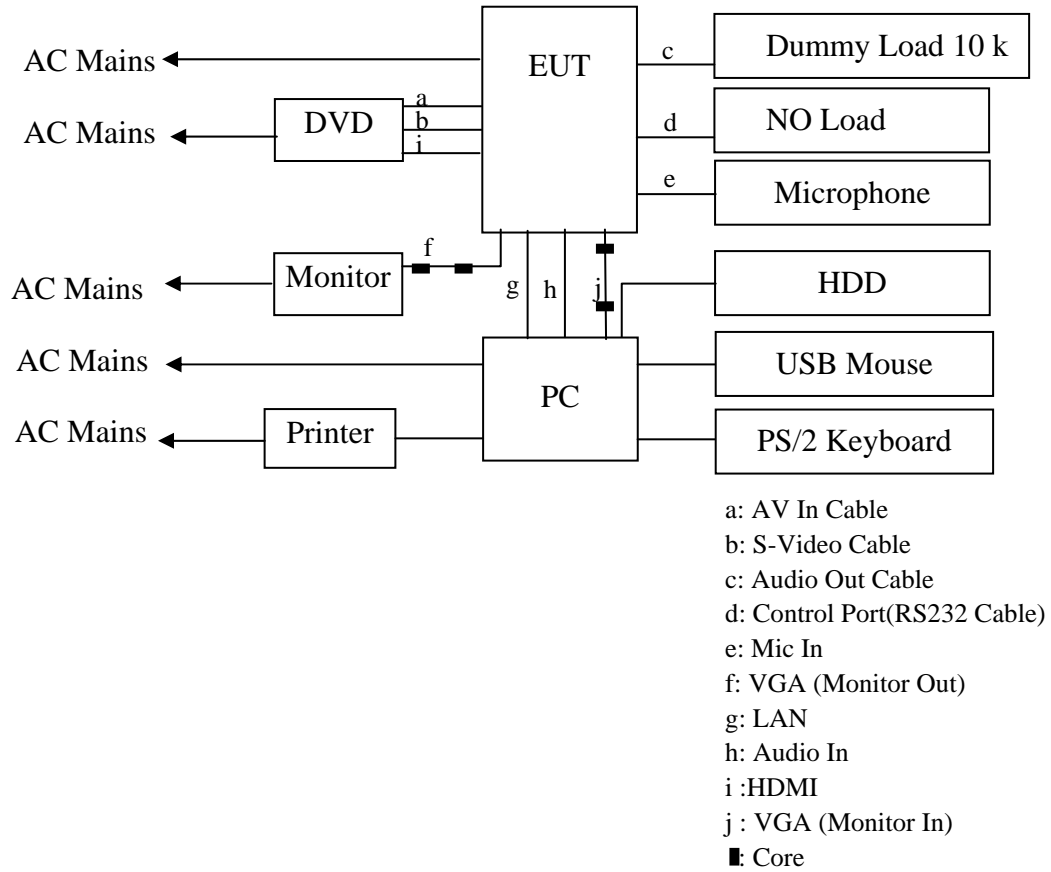 AC Mains
EUT
c
Dummy Load 10 k
AC Mains
DVD
a
b
i
d
NO Load
e
Microphone
f
AC Mains
Monitor
g
h
j
HDD
AC Mains
PC
USB Mouse
AC Mains
Printer
PS/2 Keyboard
a: AV In Cable
b: S-Video Cable
c: Audio Out Cable
d: Control Port(RS232 Cable)
e: Mic In
f: VGA (Monitor Out)
g: LAN
h: Audio In
i :HDMI
j : VGA (Monitor In)
: Core